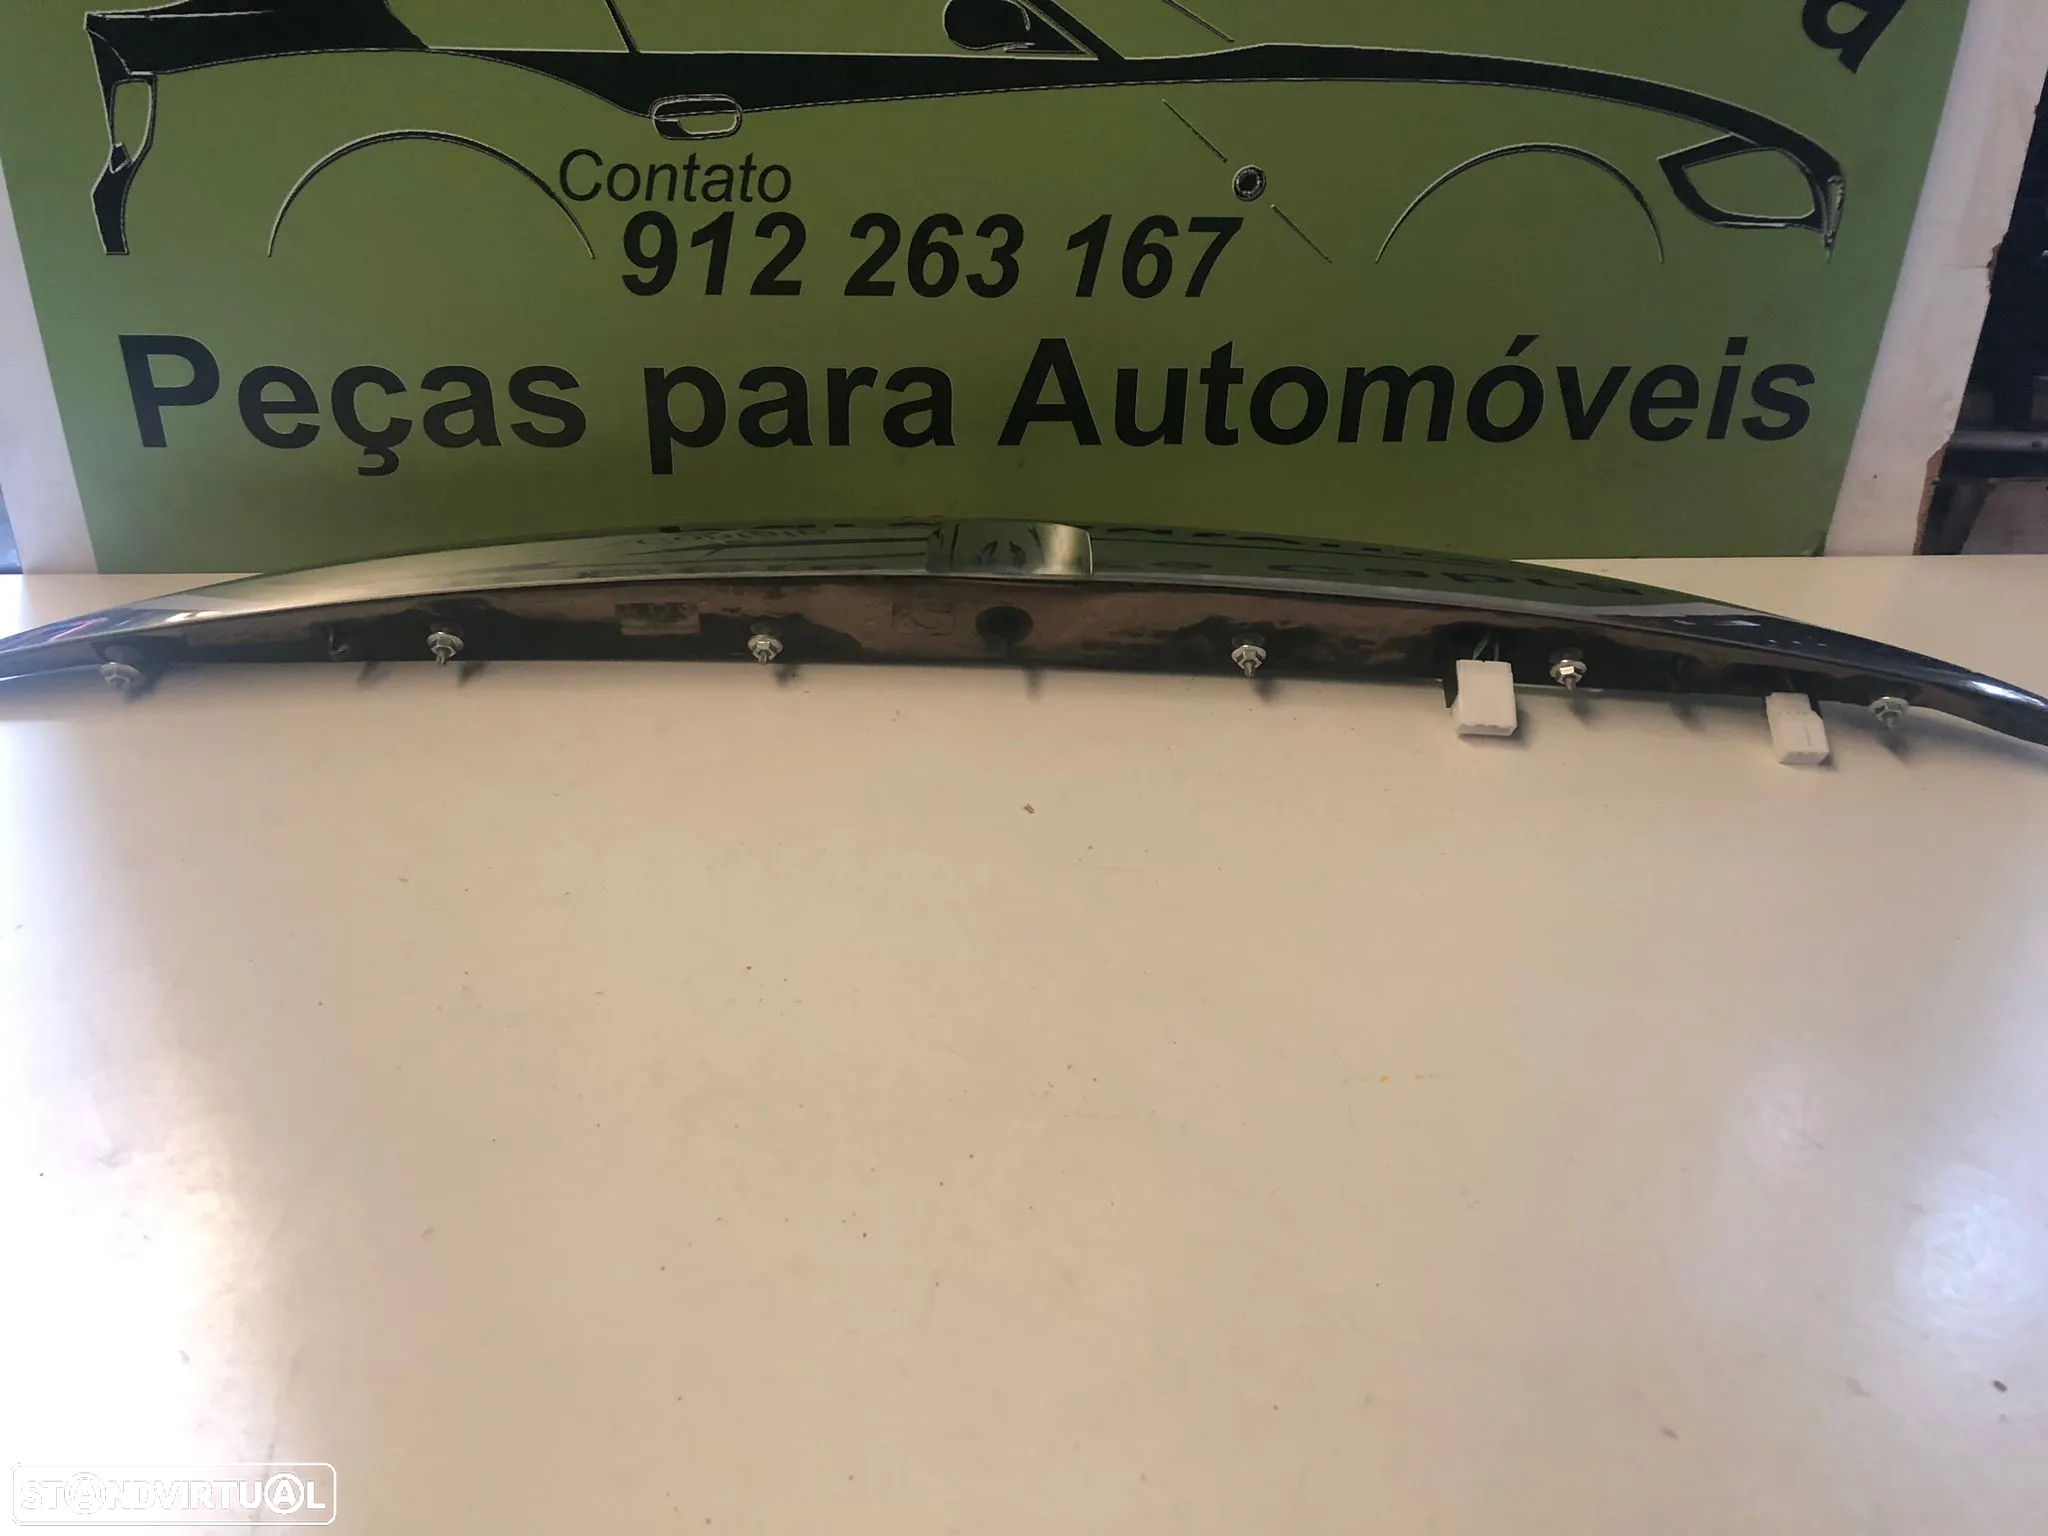 a
Contato
912 263 167
Peças para Automóveis
STANDVIRTUAL